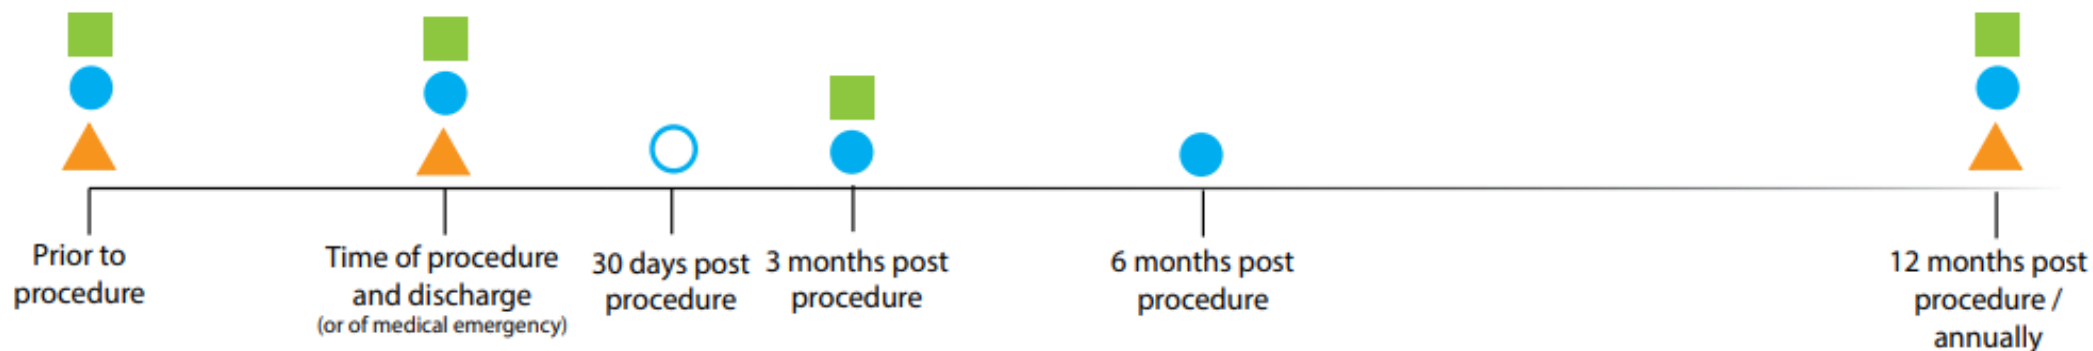 Prior to
procedure
Time of procedure
and discharge
(or of medical emergency)
30 days post
procedure
3 months post
procedure
6 months post
procedure
12 months post
procedure /
annually